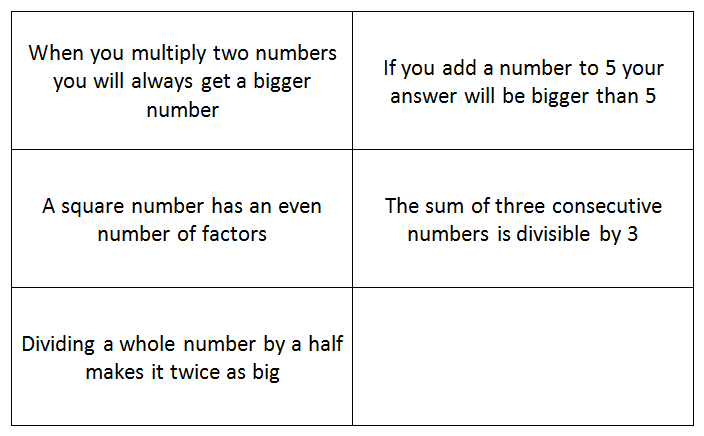 When you multiply two numbers
you will always get a bigger
number
If you add a number to 5 your
answer will be bigger than 5
A square number has an even
number of factors
The sum of three consecutive
numbers is divisible by 3
Dividing a whole number by a half
makes it twice as big